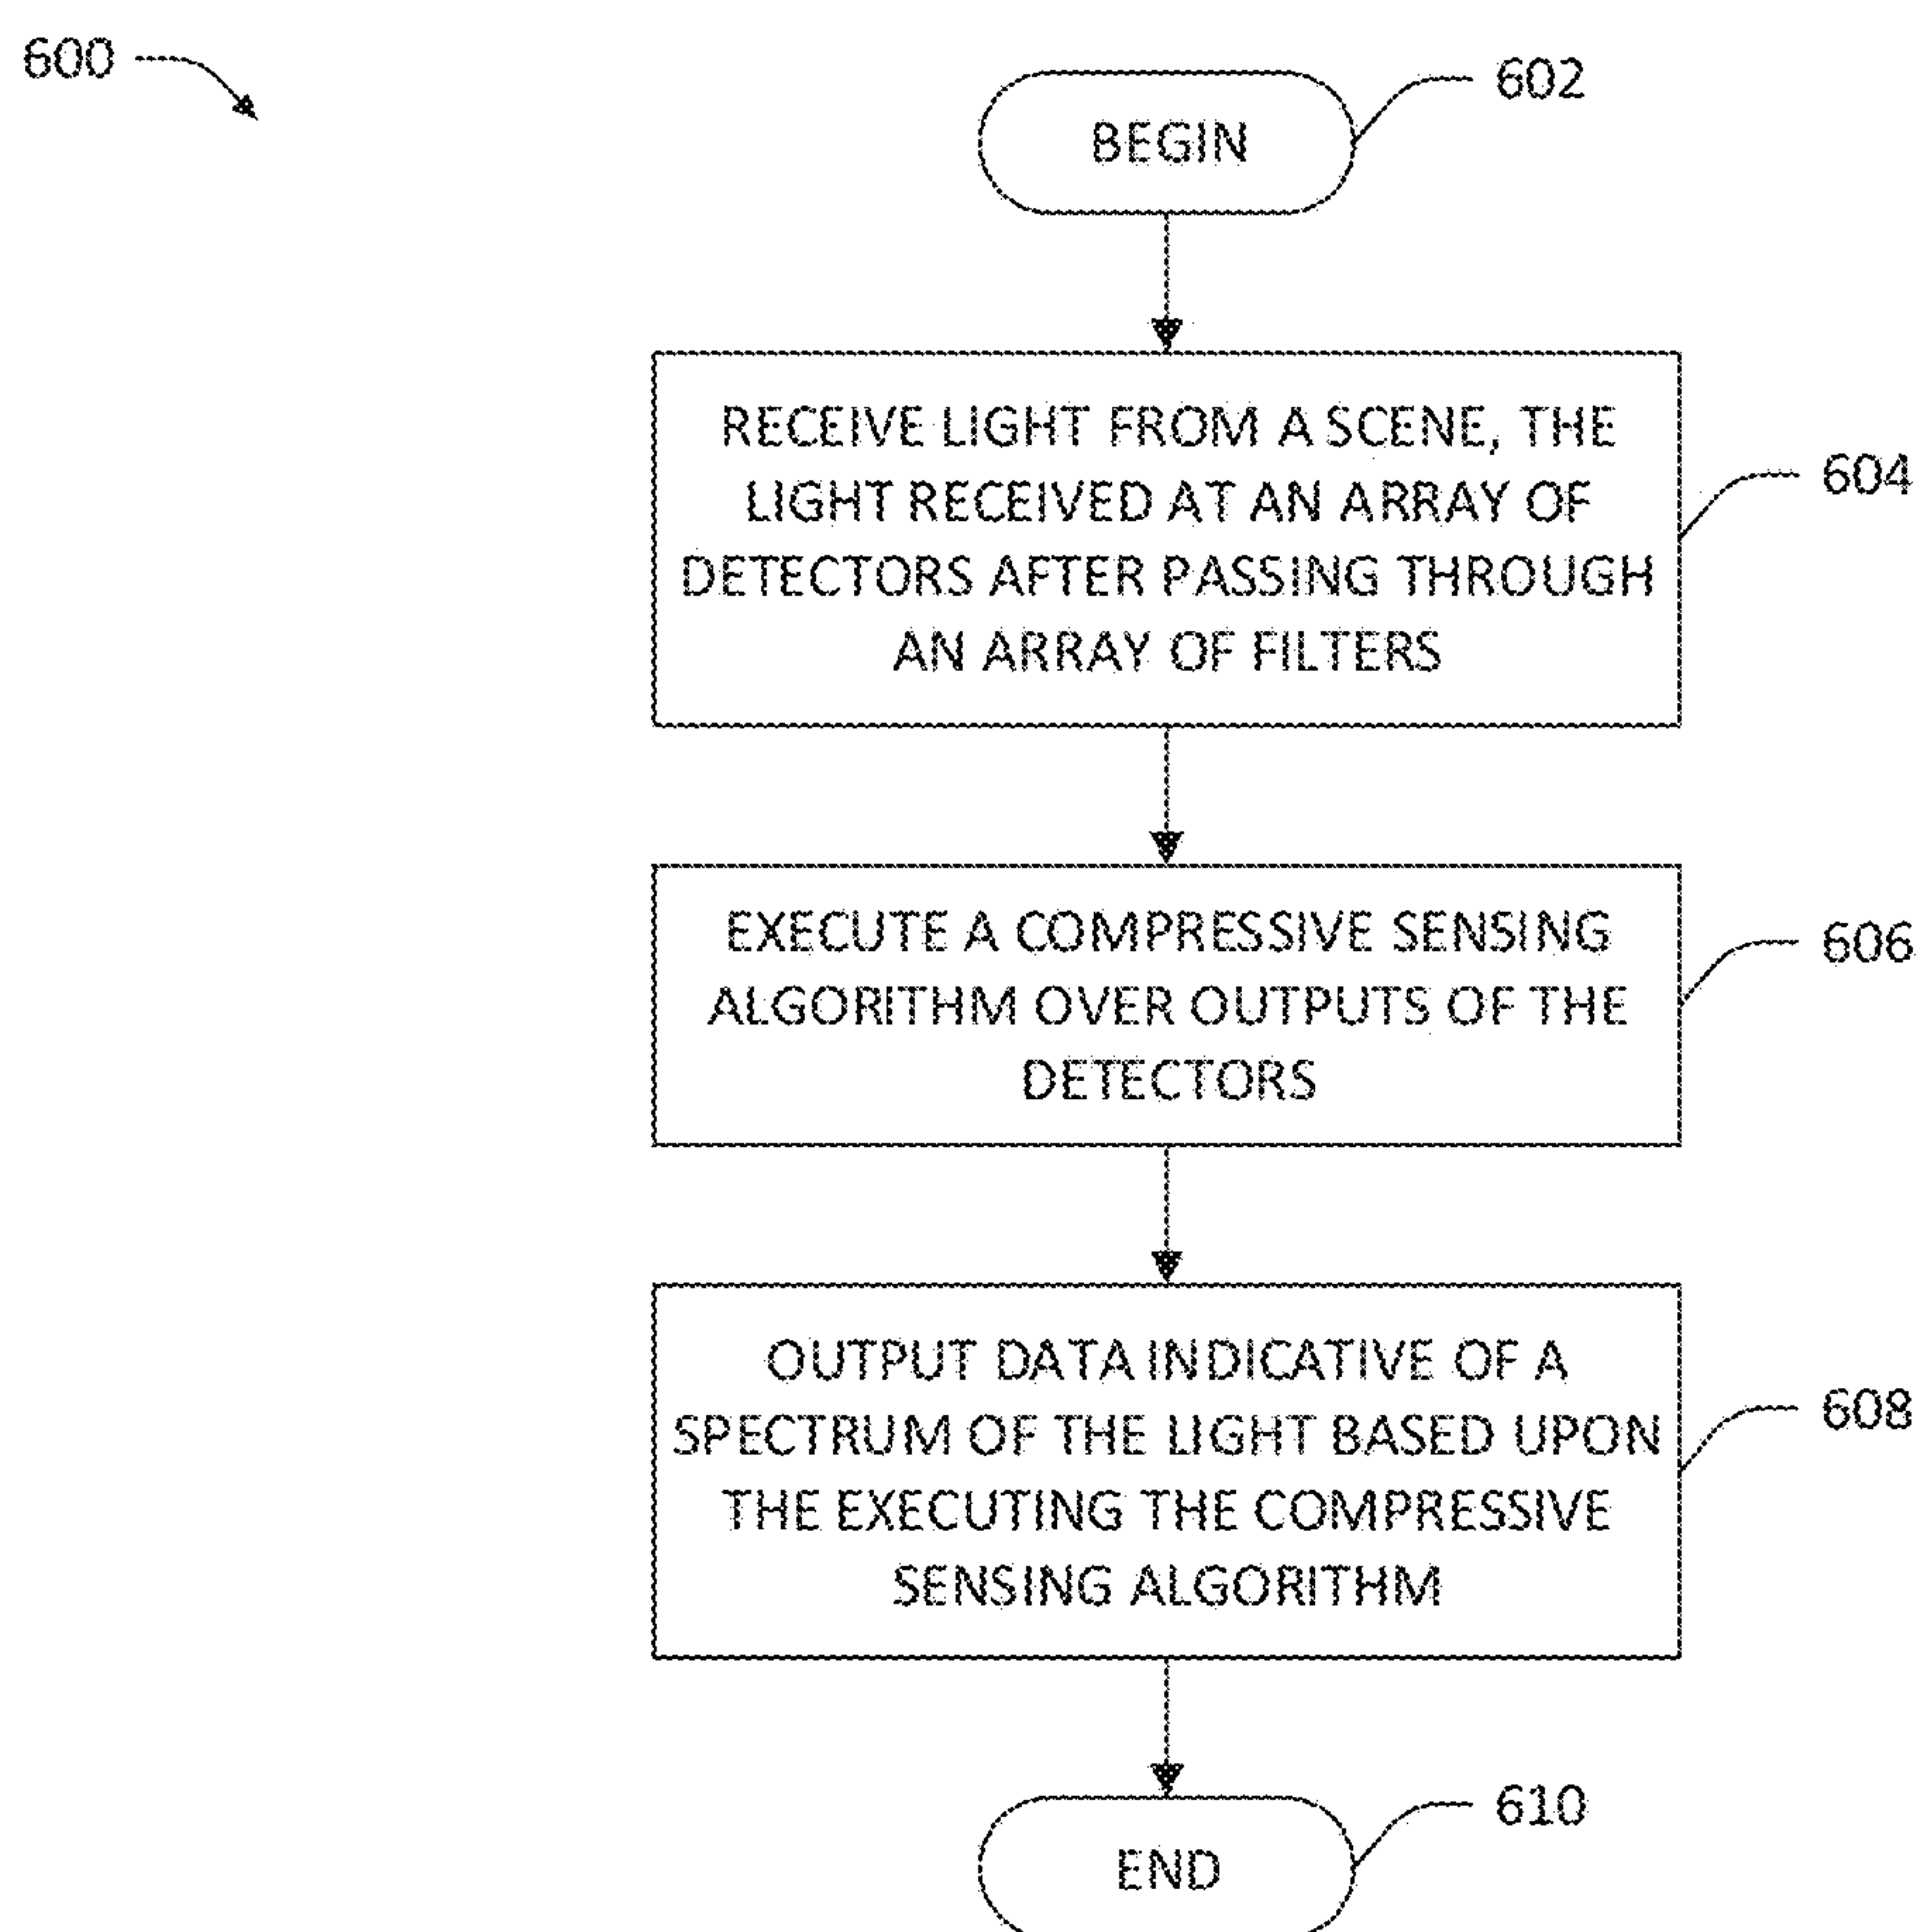 600
602
BEGIN
RECEIVE LIGHT FROM A SCENE, THE
LIGHT RECEIVED AT AN ARRAY OF
DETECTORS AFTER PASSING THROUGH
AN ARRAY OF FILTERS
604
EXECUTE A COMPRESSIVE SENSING
ALGORITHM OVER OUTPUTS OF THE
DETECTORS
606
OUTPUT DATA INDICATIVE OF A
SPECTRUM OF THE LIGHT BASED UPON
THE EXECUTING THE COMPRESSIVE
SENSING ALGORITHM
608
610
END